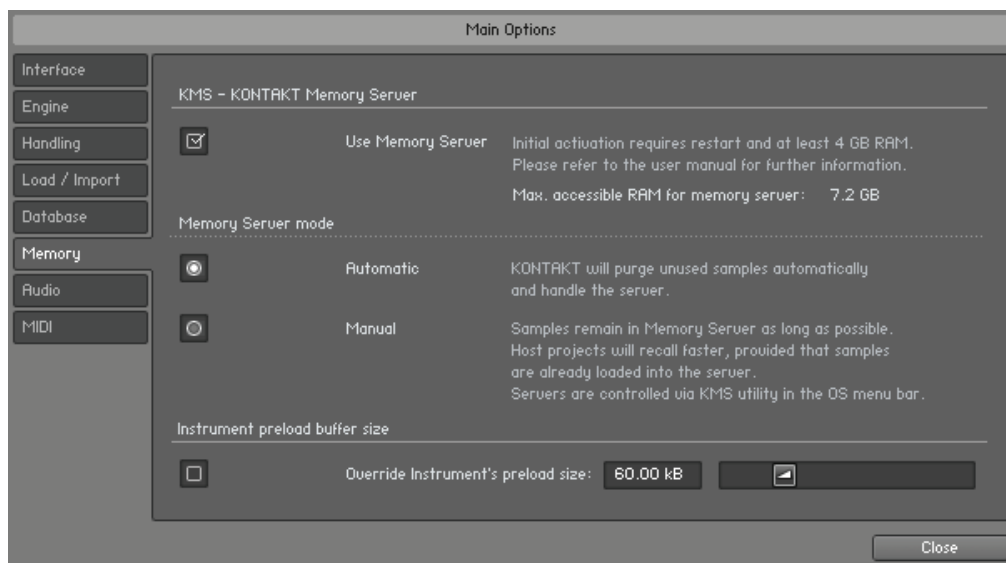 Main Options
Interface
Engine
Handling
Load / Import
Database
Memory
Audio
MIDI
KMS - KONTAKT Memory Server
Use Memory Server
Initial activation requires restart and at least 4 GB RAM.
Please refer to the user manual for further information.
Max. accessible RAM for memory server: 7.2 GB
Memory Server mode
Automatic
KONTAKT will purge unused samples automatically
and handle the server.
Manual
Samples remain in Memory Server as long as possible.
Host projects will recall faster, provided that samples
are already loaded into the server.
Servers are controlled via KMS utility in the OS menu bar.
Instrument preload buffer size
Override Instrument's preload size: 60.00 kB
Close